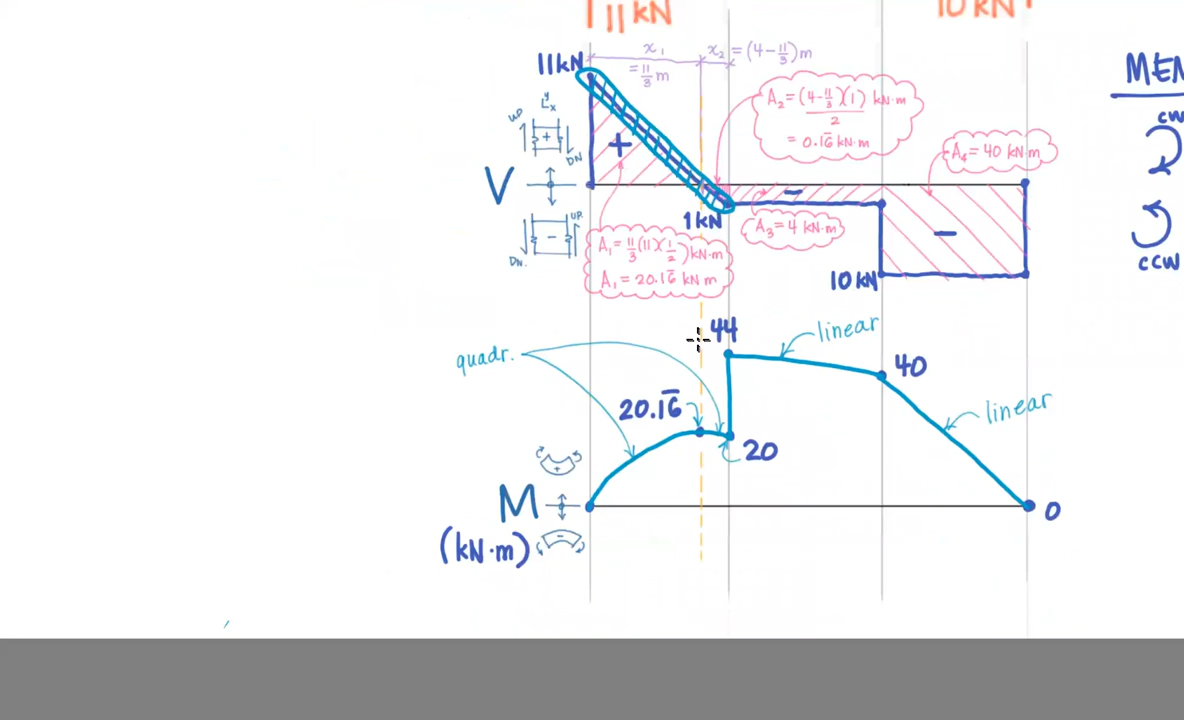 11 kN
10 kN
x₁
= 11/3 m
x₂ = (4-11/3)m
11kN
y
x
UP
+
DN
V
DN.
-
UP
+
1kN
A₂ = (4-11/3)(1) kN·m
2
= 0.16̅ kN·m
A₄ = 40 kN·m
-
A₃ = 4 kN·m
-
10 kN
A₁ = 11/3(11)(1/2)kN·m
A₁ = 20.16̅ kN m
MEN
CW
CCW
44
linear
quadr.
40
20.16̅
linear
20
+
M
(kN·m)
-
0